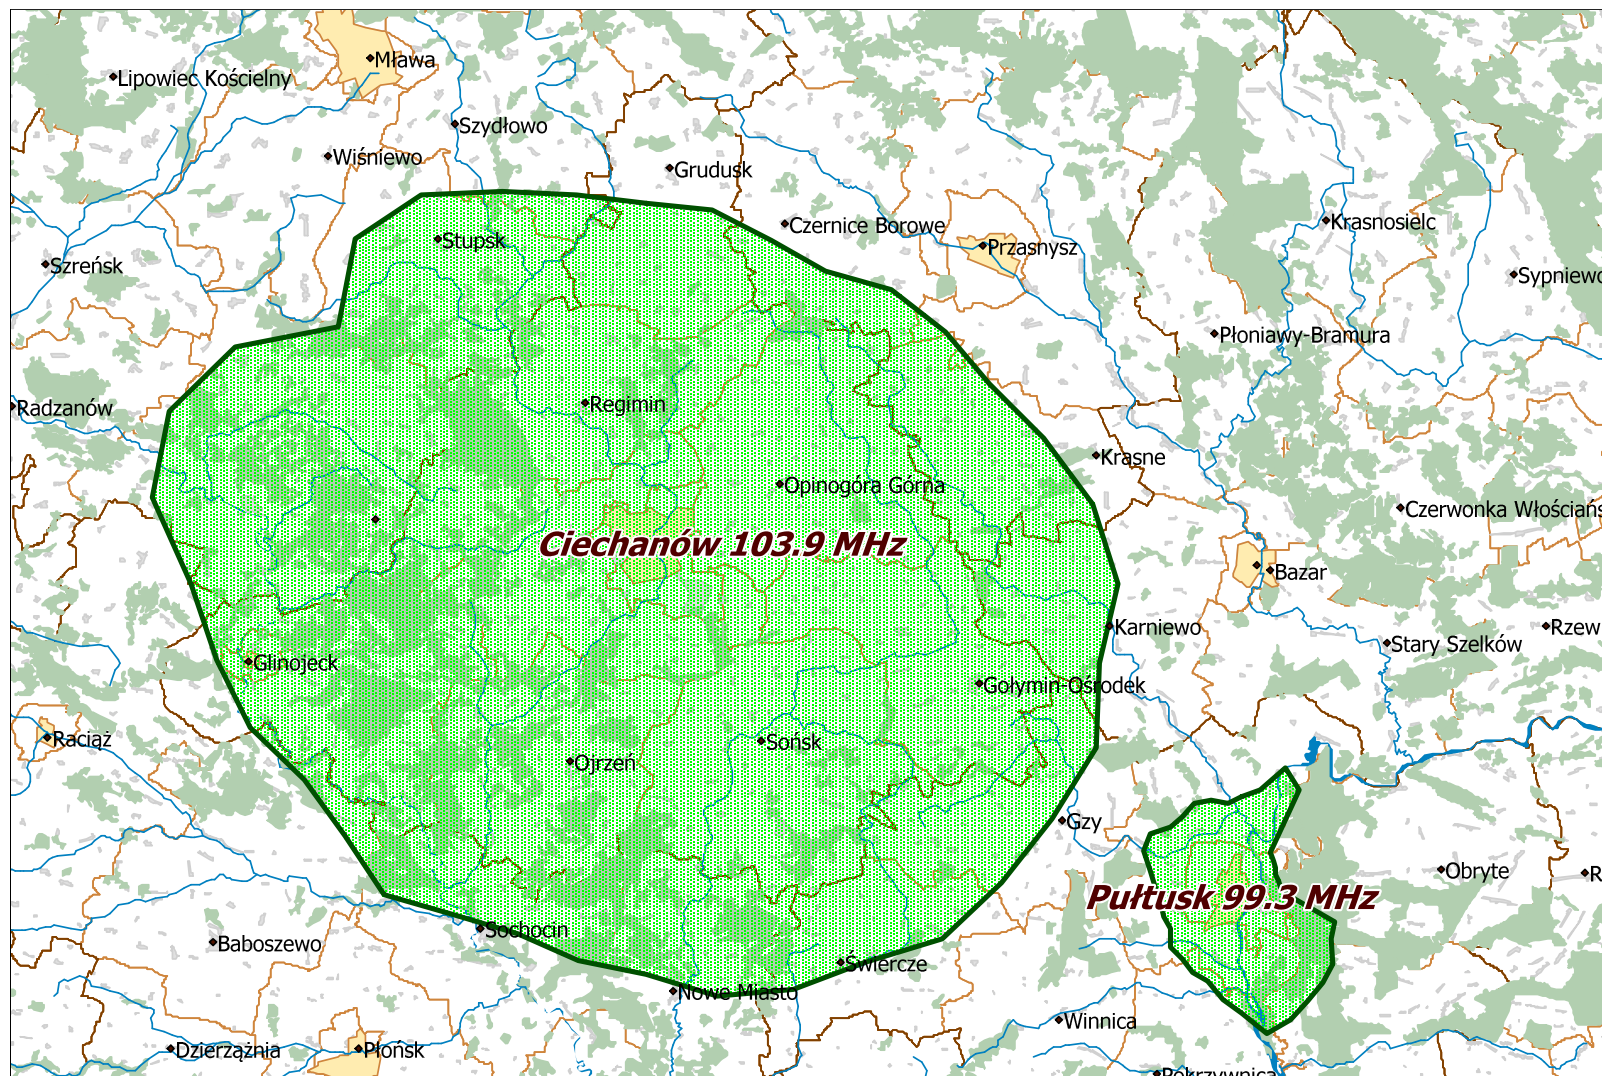 Mława
Lipowiec Kościelny
Szydłowo
Wiśniewo
Grudusk
Czernice Borowe
Krasnosielc
Stupsk
Przasnysz
Szreńsk
Sypniewo
Płoniawy-Bramura
Radzanów
Regimin
Krasne
Opinogóra Górna
Czerwonka Włościańs
Ciechanów 103.9 MHz
Bazar
Karniewo
Rzew
Stary Szelków
Glinojeck
Gołymin-Ośrodek
Raciąż
Sońsk
Ojrzeń
Gzy
Obryte
R
Pułtusk 99.3 MHz
Sochocin
Baboszewo
Świercze
Nowe Miasto
Winnica
Dzierzążnia
Płońsk
Pokrzywnica